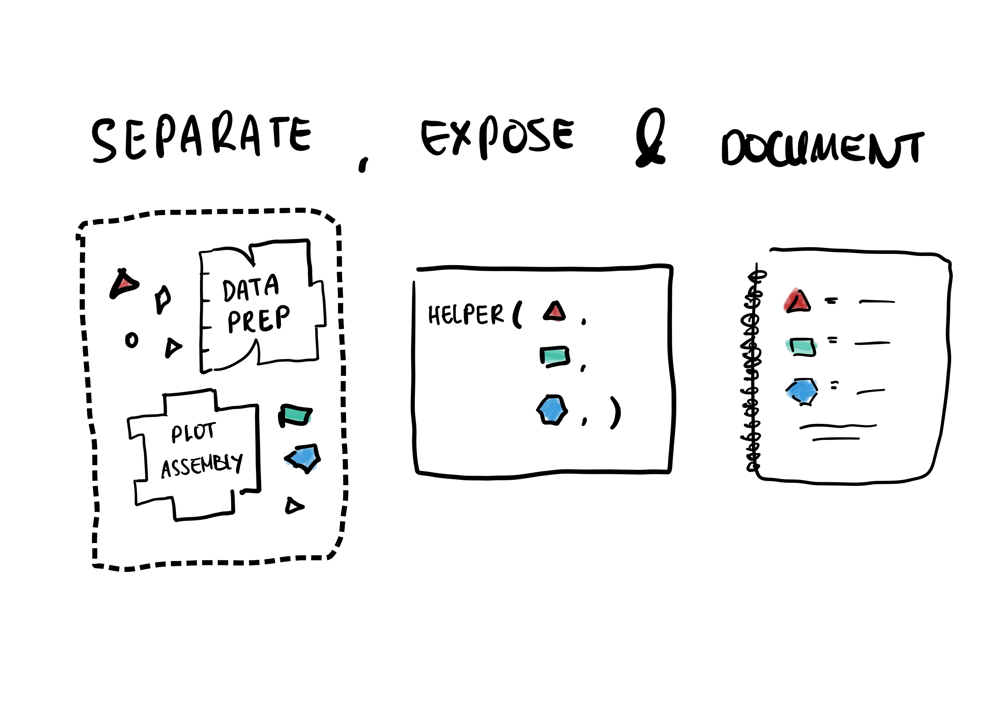 SEPARATE , EXPOSE & DOCUMENT
DATA
PREP
PLOT
ASSEMBLY
HELPER ( ,
,
, )
=
=
=